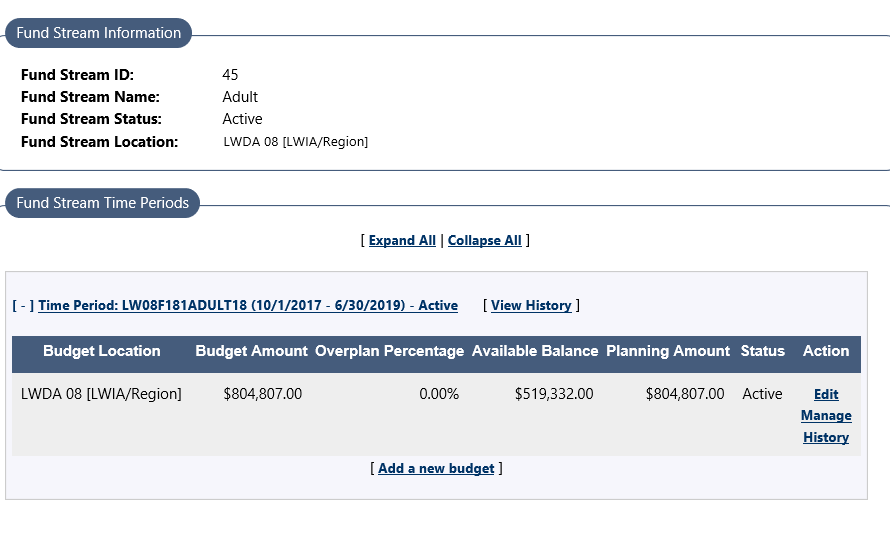 Fund Stream Information
Fund Stream ID: 45
Fund Stream Name: Adult
Fund Stream Status: Active
Fund Stream Location: LWDA 08 [LWIA/Region]
Fund Stream Time Periods
[ Expand All | Collapse All ]
[ - ] Time Period: LW08F181ADULT18 (10/1/2017 - 6/30/2019) - Active [ View History ]
Budget Location Budget Amount Overplan Percentage Available Balance Planning Amount Status Action
LWDA 08 [LWIA/Region] $804,807.00 0.00% $519,332.00 $804,807.00 Active Edit
Manage
History
[ Add a new budget ]